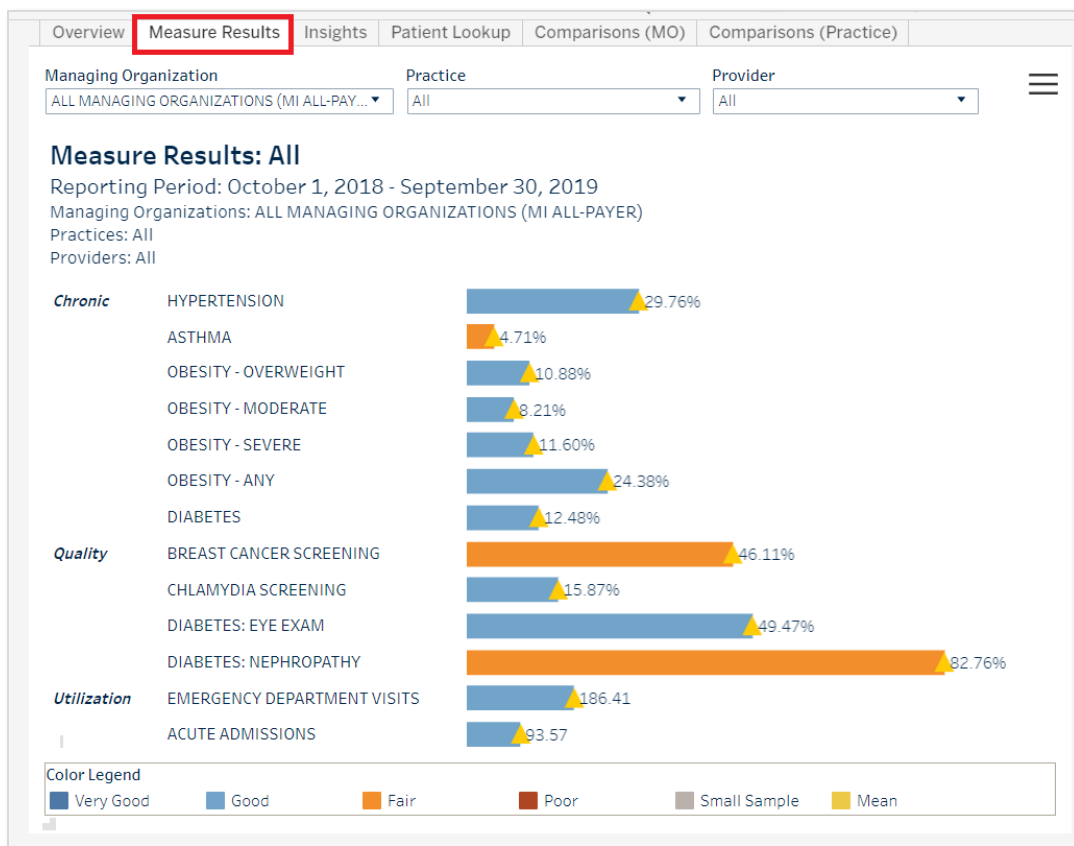 Overview Measure Results Insights Patient Lookup Comparisons (MO) Comparisons (Practice)
Managing Organization Practice Provider
ALL MANAGING ORGANIZATIONS (MI ALL-PAY... All All
Measure Results: All
Reporting Period: October 1, 2018 - September 30, 2019
Managing Organizations: ALL MANAGING ORGANIZATIONS (MI ALL-PAYER)
Practices: All
Providers: All
Chronic HYPERTENSION 29.76%
ASTHMA 4.71%
OBESITY - OVERWEIGHT 10.88%
OBESITY - MODERATE 8.21%
OBESITY - SEVERE 11.60%
OBESITY - ANY 24.38%
DIABETES 12.48%
Quality BREAST CANCER SCREENING 46.11%
CHLAMYDIA SCREENING 15.87%
DIABETES: EYE EXAM 49.47%
DIABETES: NEPHROPATHY 82.76%
Utilization EMERGENCY DEPARTMENT VISITS 186.41
ACUTE ADMISSIONS 93.57
Color Legend
Very Good Good Fair Poor Small Sample Mean